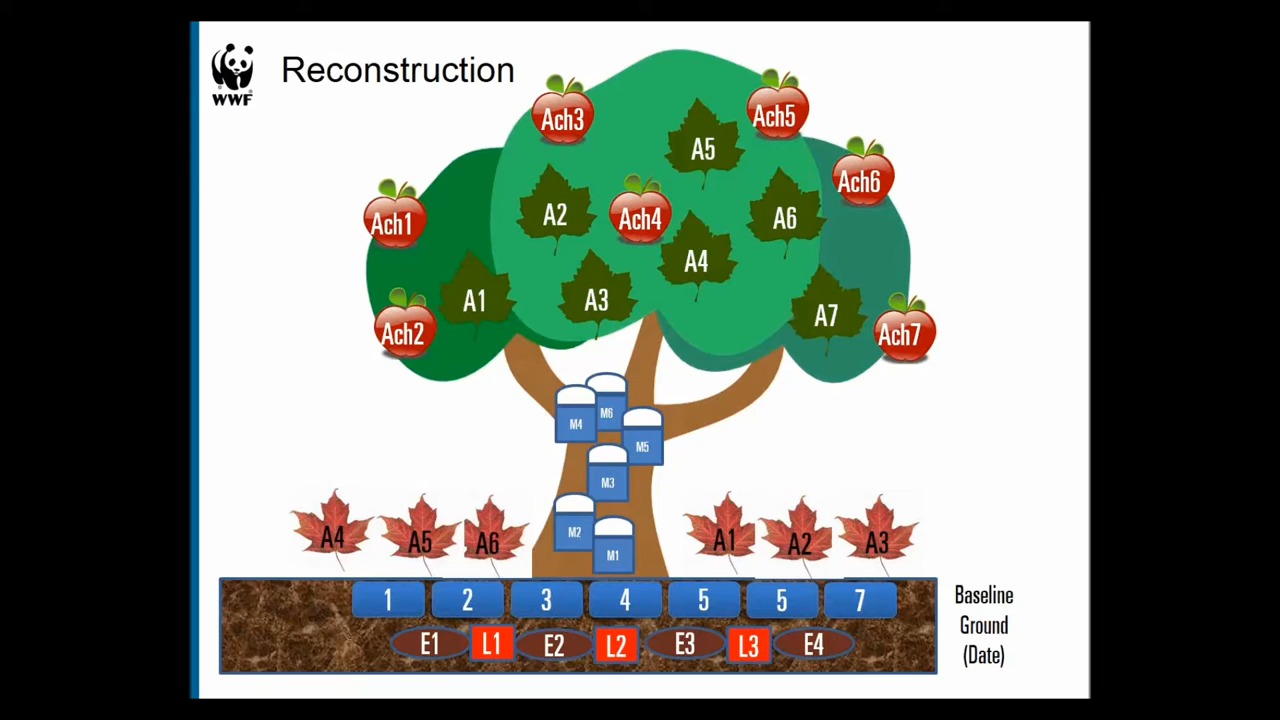 Reconstruction
WWF
Ach3
Ach5
A5
Ach6
Ach1
A2
Ach4
A6
A4
A1
A3
A7
Ach2
Ach7
M6
M4
M5
M3
M2
M1
A4 A5 A6 A1 A2 A3
1 2 3 4 5 5 7
E1 L1 E2 L2 E3 L3 E4
Baseline
Ground
(Date)